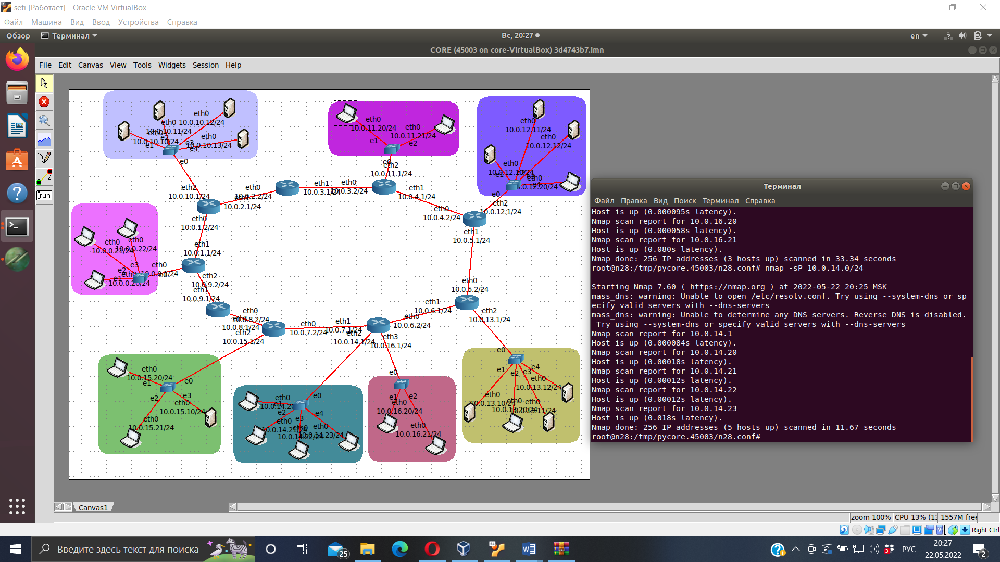 seti [Работает] - Oracle VM VirtualBox
Файл Машина Вид Ввод Устройства Справка
Обзор Терминал Вс, 20:27 en
CORE (45003 on core-VirtualBox) 3d4743b7.imn
File Edit Canvas View Tools Widgets Session Help
1 2
run
eth0
10.0.10.12/24
eth0
10.0.10.11/24
eth0
10.0.10.10/24
eth0
10.0.10.13/24
e1
e2
e3
e4
e0
eth0
10.0.11.20/24
eth0
10.0.11.21/24
e1
e2
e0
eth2
10.0.11.1/24
eth0
10.0.12.11/24
eth0
10.0.12.12/24
eth0
10.0.12.10/24
eth0
10.0.12.20/24
e1
e2
e3
e4
e0
eth2
10.0.12.1/24
eth2
10.0.10.1/24
eth0
10.0.2.2/24
eth1
10.0.2.1/24
eth1
10.0.3.1/24
eth0
10.0.3.2/24
eth1
10.0.4.1/24
eth0
10.0.4.2/24
eth1
10.0.5.1/24
eth0
10.0.1.2/24
eth1
10.0.1.1/24
eth0
10.0.0.21/24
eth0
10.0.0.22/24
e3
e2
e1
eth0
10.0.0.20/24
eth0
10.0.0.1/24
e0
eth2
10.0.9.2/24
eth1
10.0.9.1/24
eth0
10.0.8.2/24
eth1
10.0.8.1/24
eth2
10.0.15.1/24
eth0
10.0.7.2/24
eth1
10.0.7.1/24
eth2
10.0.14.1/24
eth3
10.0.16.1/24
eth0
10.0.6.2/24
eth1
10.0.6.1/24
eth0
10.0.5.2/24
eth2
10.0.13.1/24
eth0
10.0.15.20/24
e1
e0
e2
e3
eth0
10.0.15.10/24
eth0
10.0.15.21/24
eth0
e1
e0
e2
e3
e4
eth0
10.0.14.21/24
eth0
10.0.14.22/24
eth0
10.0.14.23/24
e0
e1
e2
eth0
10.0.16.20/24
eth0
10.0.16.21/24
e0
e1
e2
e3
e4
eth0
10.0.13.12/24
eth0
10.0.13.10/24
eth0
10.0.13.20/24
eth0
10.0.13.11/24
Терминал
Файл Правка Вид Поиск Терминал Справка
Host is up (0.000095s latency).
Nmap scan report for 10.0.16.20
Host is up (0.000058s latency).
Nmap scan report for 10.0.16.21
Host is up (0.080s latency).
Nmap done: 256 IP addresses (3 hosts up) scanned in 33.34 seconds
root@n28:/tmp/pycore.45003/n28.conf# nmap -sP 10.0.14.0/24
Starting Nmap 7.60 ( https://nmap.org ) at 2022-05-22 20:25 MSK
mass_dns: warning: Unable to open /etc/resolv.conf. Try using --system-dns or sp
ecify valid servers with --dns-servers
mass_dns: warning: Unable to determine any DNS servers. Reverse DNS is disabled.
Try using --system-dns or specify valid servers with --dns-servers
Nmap scan report for 10.0.14.1
Host is up (0.000084s latency).
Nmap scan report for 10.0.14.20
Host is up (0.00018s latency).
Nmap scan report for 10.0.14.21
Host is up (0.00012s latency).
Nmap scan report for 10.0.14.22
Host is up (0.00012s latency).
Nmap scan report for 10.0.14.23
Host is up (0.018s latency).
Nmap done: 256 IP addresses (5 hosts up) scanned in 11.67 seconds
root@n28:/tmp/pycore.45003/n28.conf#
Canvas1
zoom 100% CPU 13% (13 1557M free
Right Ctrl
Введите здесь текст для поиска
25
64
3
РУС
20:27
22.05.2022
2